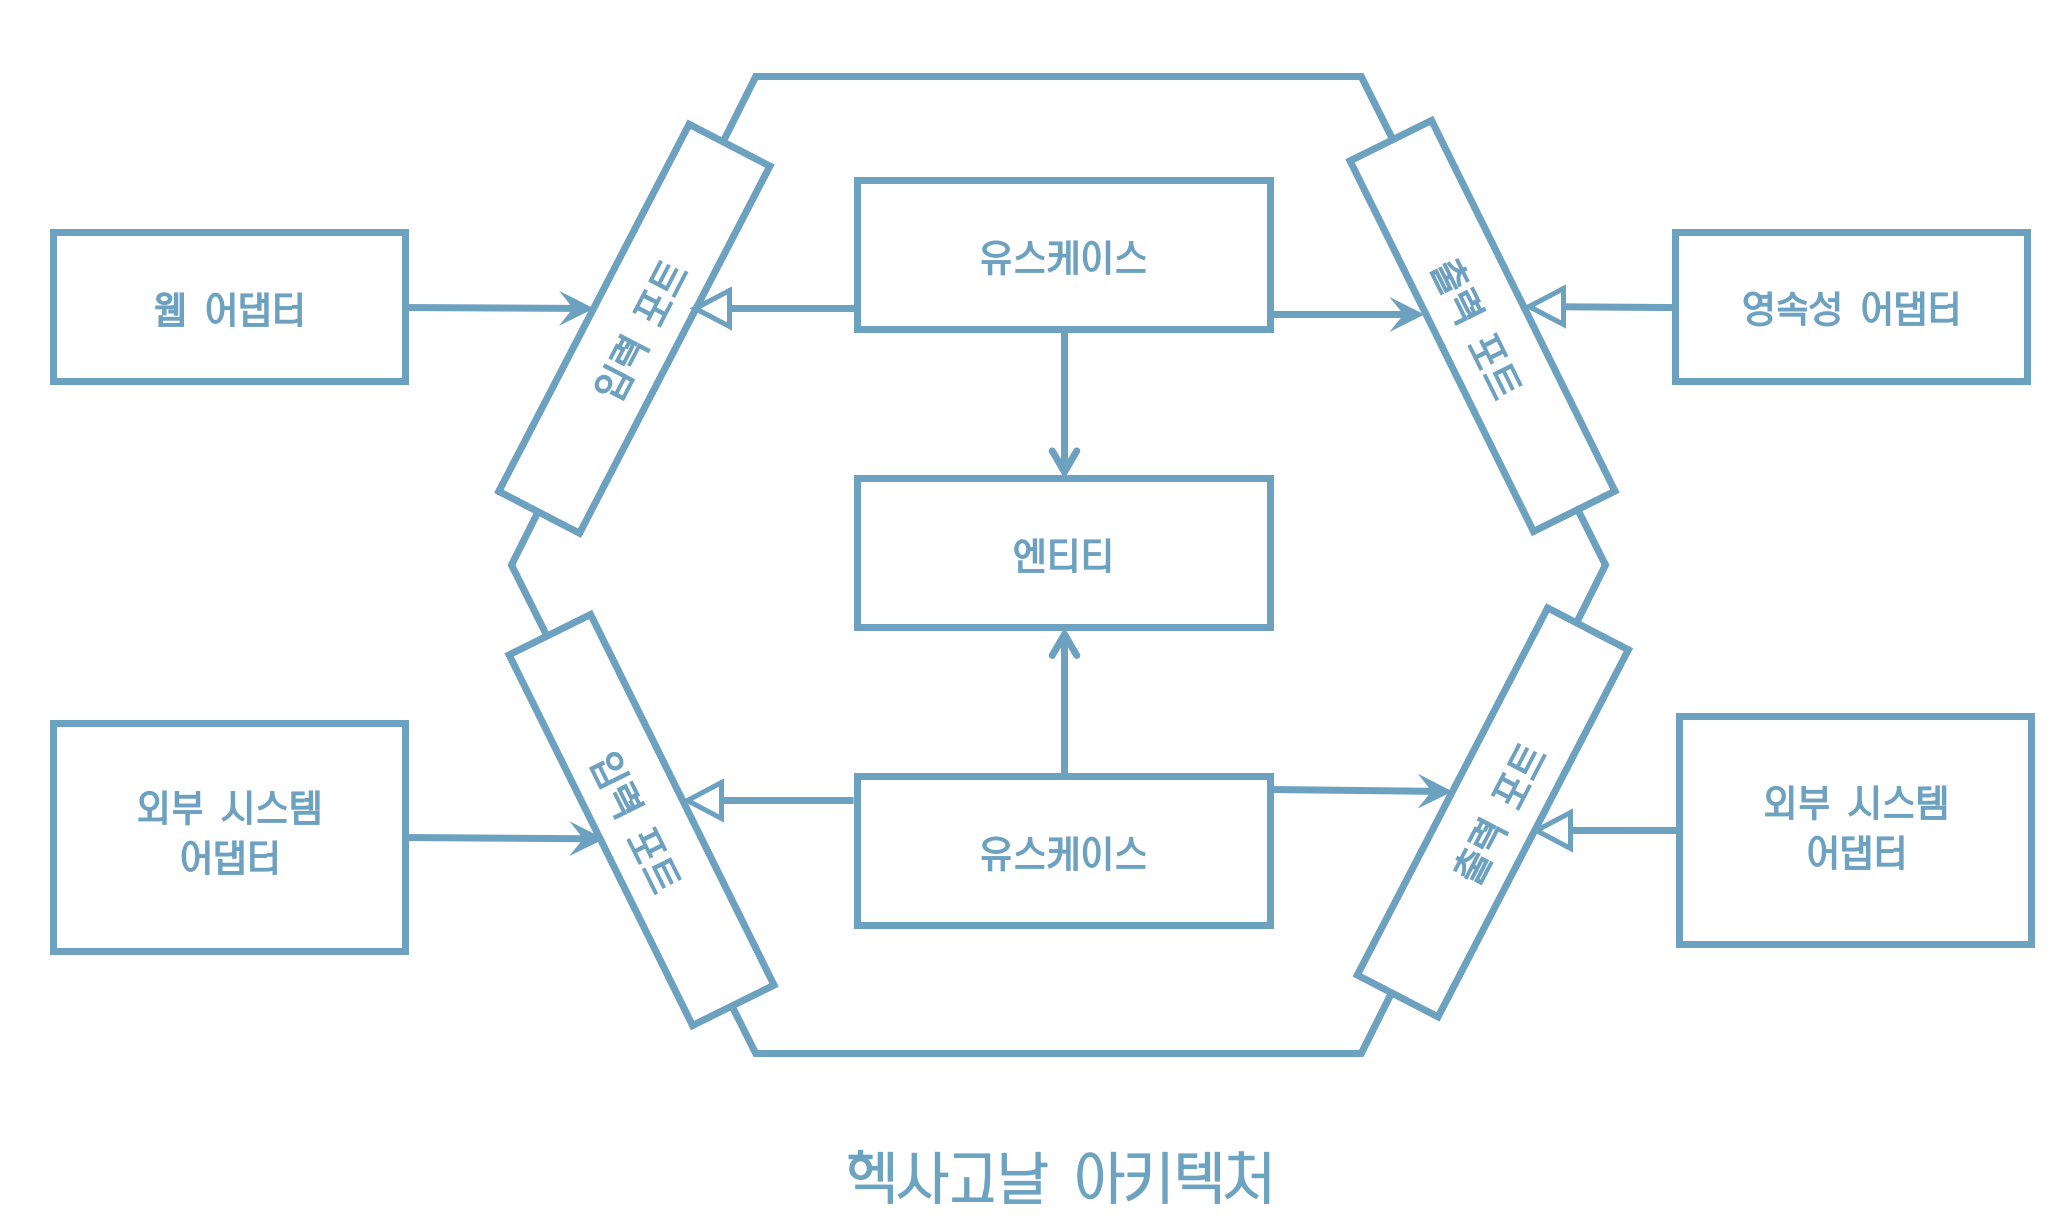 유스케이스
웹 어댑터
입력 포트
출력 포트
영속성 어댑터
엔티티
외부 시스템
어댑터
입력 포트
유스케이스
출력 포트
외부 시스템
어댑터
헥사고날 아키텍처